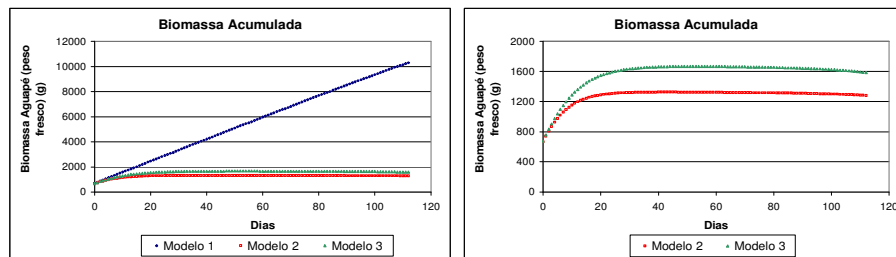 Biomassa Acumulada
Biomassa Aguapé (peso
fresco) (g)
12000
10000
8000
6000
4000
2000
0
0 20 40 60 80 100 120
Dias
Modelo 1 Modelo 2 Modelo 3
Biomassa Acumulada
Biomassa Aguapé (peso
fresco) (g)
2000
1600
1200
800
400
0
0 20 40 60 80 100 120
Dias
Modelo 2 Modelo 3